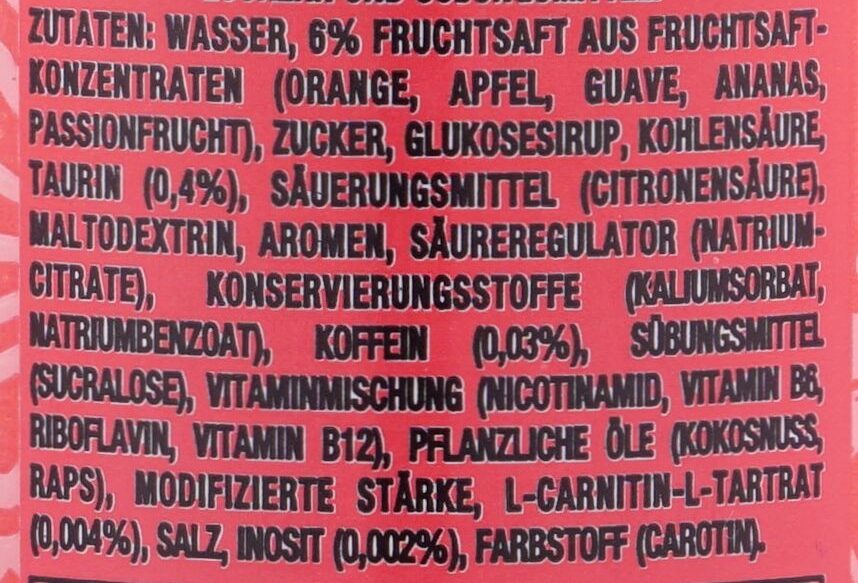 ZUTATEN: WASSER, 6% FRUCHTSAFT AUS FRUCHTSAFT-
KONZENTRATEN (ORANGE, APFEL, GUAVE, ANANAS,
PASSIONFRUCHT), ZUCKER, GLUKOSESIRUP, KOHLENSÄURE,
TAURIN (0,4%), SÄUERUNGSMITTEL (CITRONENSÄURE),
MALTODEXTRIN, AROMEN, SÄUREREGULATOR (NATRIUM-
CITRATE), KONSERVIERUNGSSTOFFE (KALIUMSORBAT,
NATRIUMBENZOAT), KOFFEIN (0,03%), SÜßUNGSMITTEL
(SUCRALOSE), VITAMINMISCHUNG (NICOTINAMID, VITAMIN B6,
RIBOFLAVIN, VITAMIN B12), PFLANZLICHE ÖLE (KOKOSNUSS,
RAPS), MODIFIZIERTE STÄRKE, L-CARNITIN-L-TARTRAT
(0,004%), SALZ, INOSIT (0,002%), FARBSTOFF (CAROTIN).